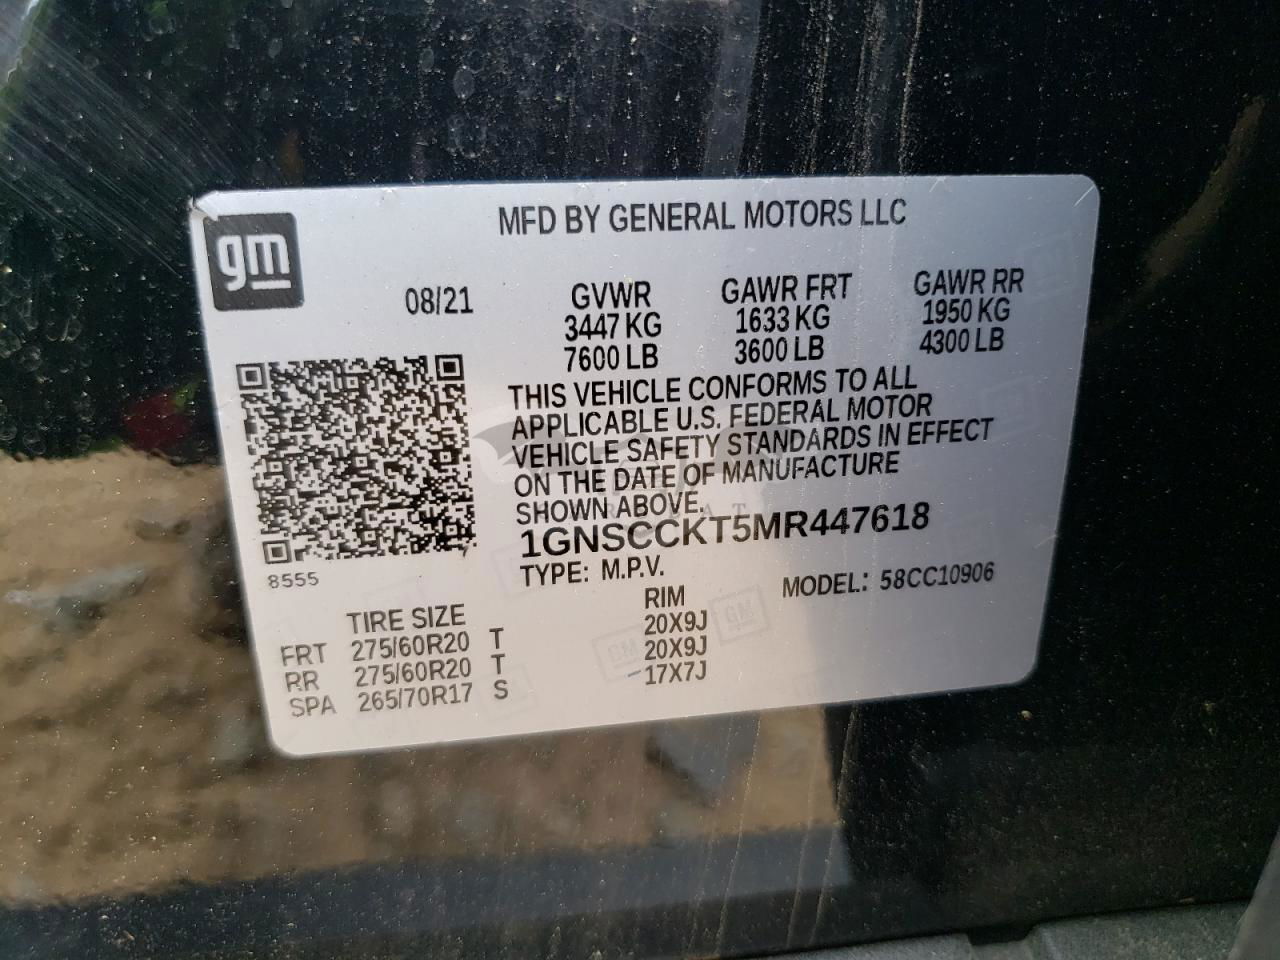 gm
MFD BY GENERAL MOTORS LLC
08/21
GVWR GAWR FRT GAWR RR
3447 KG 1633 KG 1950 KG
7600 LB 3600 LB 4300 LB
THIS VEHICLE CONFORMS TO ALL
APPLICABLE U.S. FEDERAL MOTOR
VEHICLE SAFETY STANDARDS IN EFFECT
ON THE DATE OF MANUFACTURE
SHOWN ABOVE.
1GNSCCKT5MR447618
TYPE: M.P.V. MODEL: 58CC10906
8555
TIRE SIZE RIM
FRT 275/60R20 T 20X9J
RR 275/60R20 T 20X9J
SPA 265/70R17 S 17X7J
GM
GM